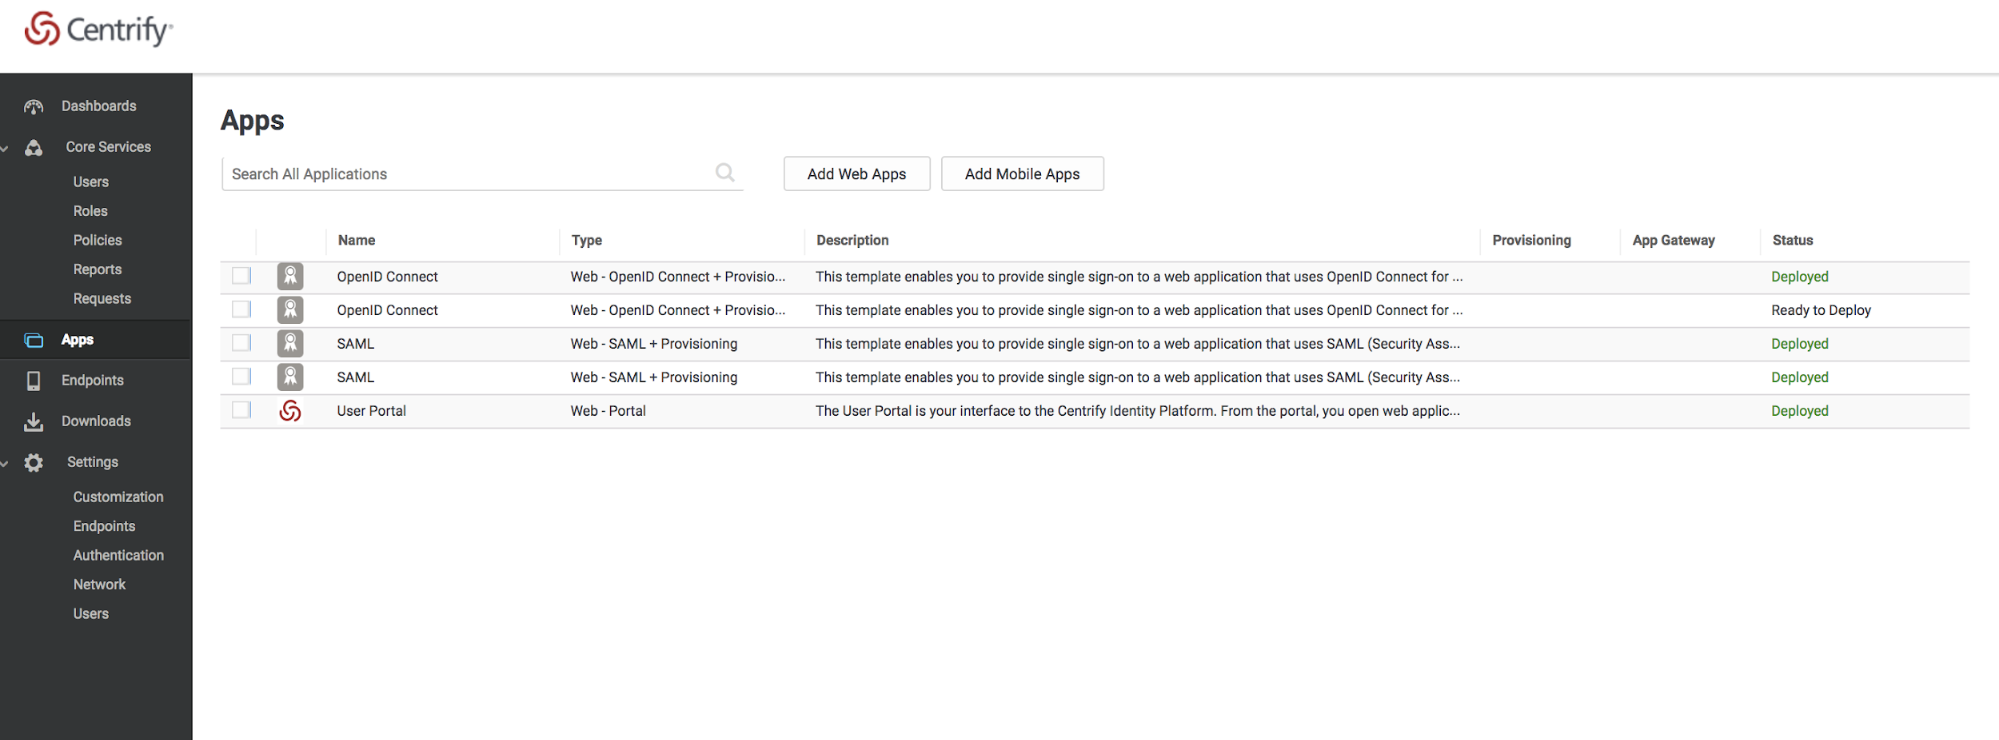 Centrify
Dashboards
Core Services
Users
Roles
Policies
Reports
Requests
Apps
Endpoints
Downloads
Settings
Customization
Endpoints
Authentication
Network
Users
Apps
Search All Applications
Add Web Apps
Add Mobile Apps
Name Type Description Provisioning App Gateway Status
OpenID Connect Web - OpenID Connect + Provisio... This template enables you to provide single sign-on to a web application that uses OpenID Connect for ... Deployed
OpenID Connect Web - OpenID Connect + Provisio... This template enables you to provide single sign-on to a web application that uses OpenID Connect for ... Ready to Deploy
SAML Web - SAML + Provisioning This template enables you to provide single sign-on to a web application that uses SAML (Security Ass... Deployed
SAML Web - SAML + Provisioning This template enables you to provide single sign-on to a web application that uses SAML (Security Ass... Deployed
User Portal Web - Portal The User Portal is your interface to the Centrify Identity Platform. From the portal, you open web applic... Deployed